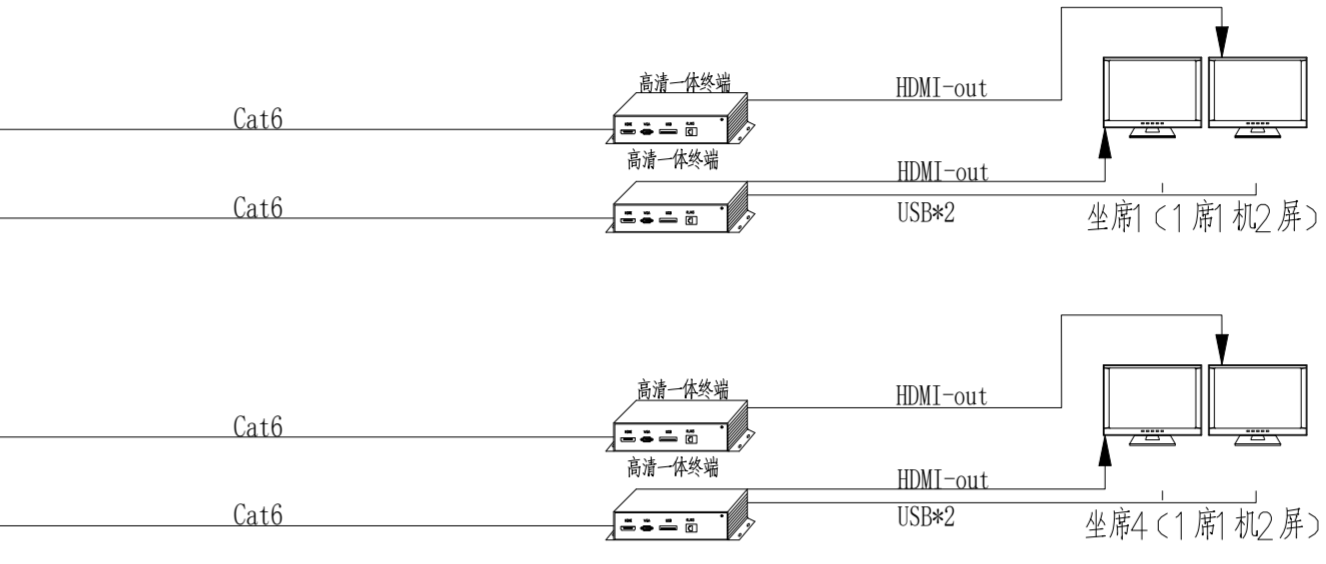 高清一体终端
HDMI-out
Cat6
高清一体终端
HDMI-out
Cat6
USB*2
坐席1（1席1机2屏）
高清一体终端
HDMI-out
Cat6
高清一体终端
HDMI-out
Cat6
USB*2
坐席4（1席1机2屏）